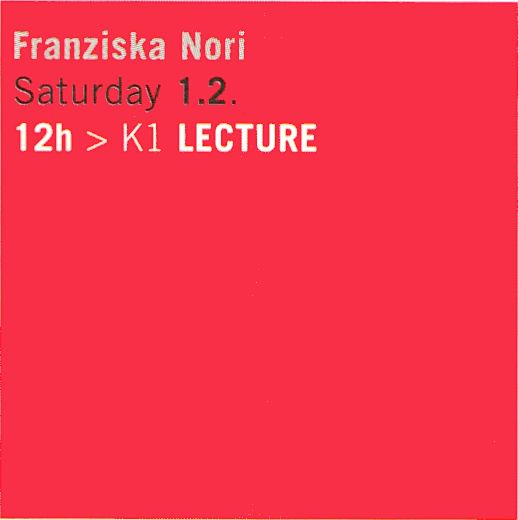 Franziska Nori
Saturday 1.2.
12h > K1 LECTURE